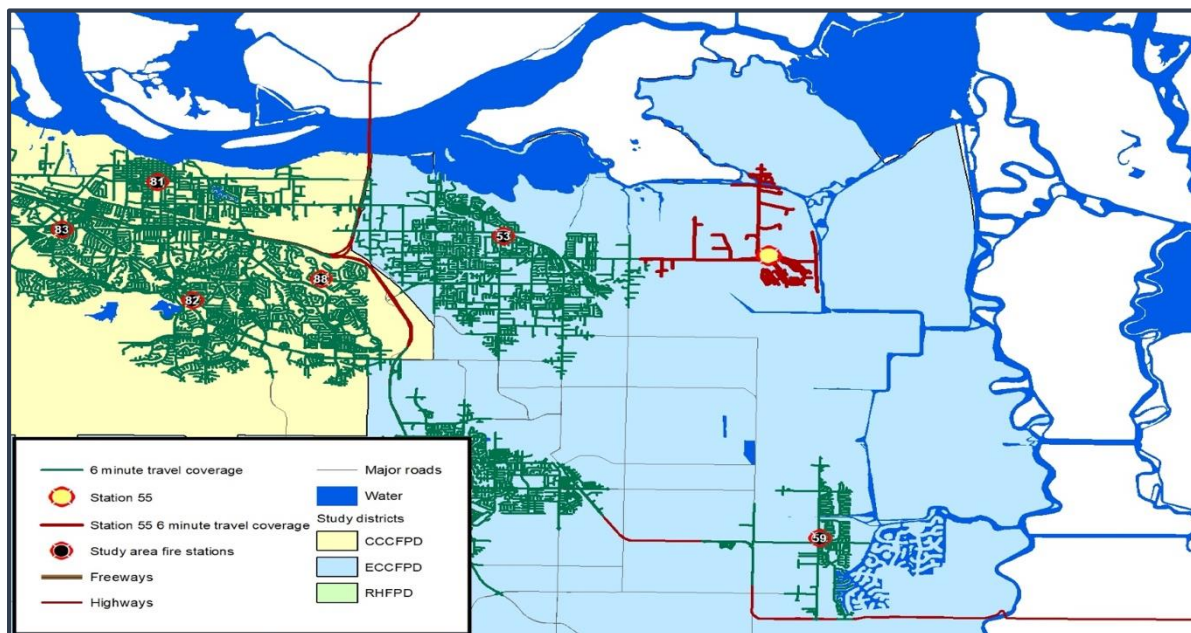 81
83
53
88
82
59
6 minute travel coverage
Station 55
Station 55 6 minute travel coverage
Study area fire stations
Freeways
Highways
Major roads
Water
Study districts
CCCFPD
ECCFPD
RHFPD